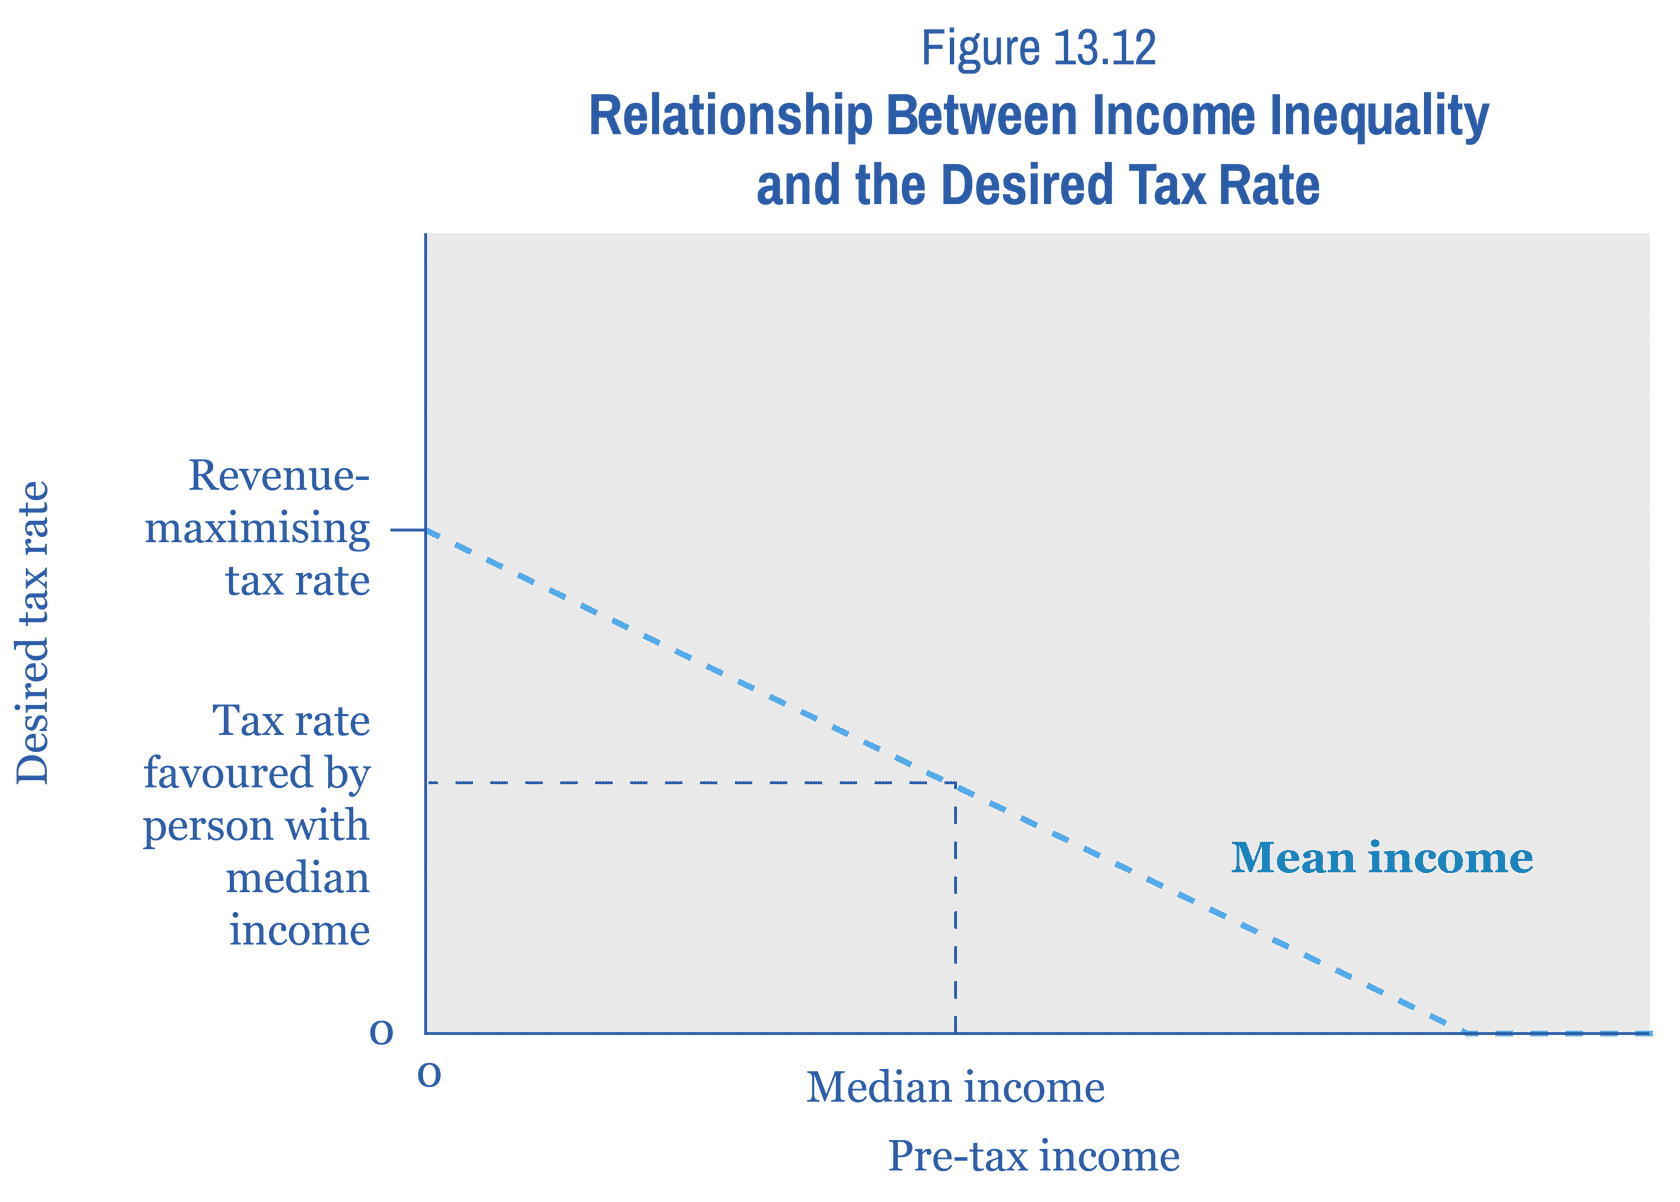 Figure 13.12
Relationship Between Income Inequality
and the Desired Tax Rate
Desired tax rate
Revenue-
maximising
tax rate
Tax rate
favoured by
person with
median
income
Mean income
0
0
Median income
Pre-tax income